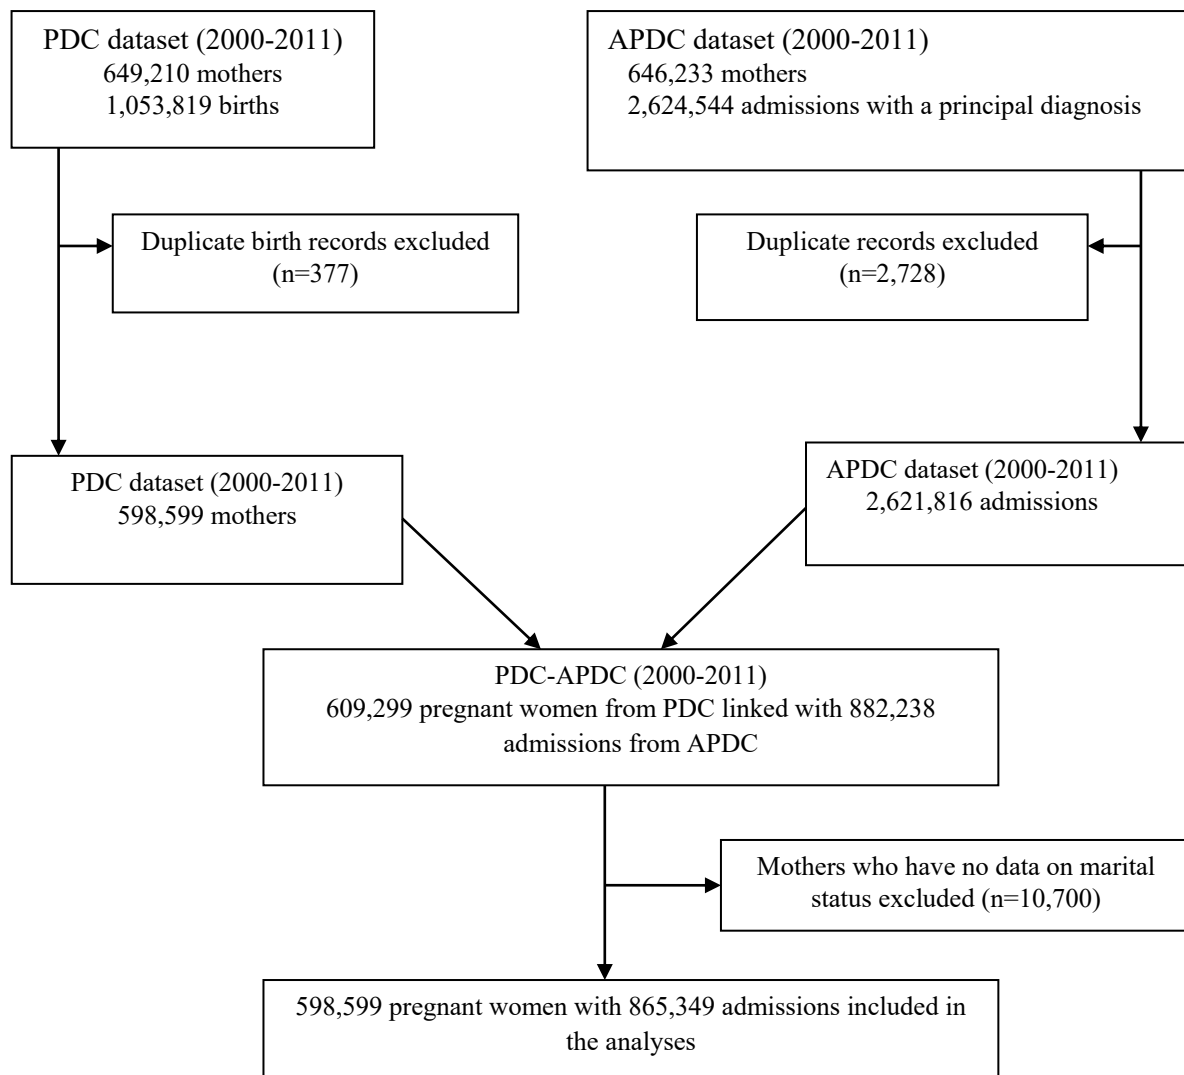 PDC dataset (2000-2011)
649,210 mothers
1,053,819 births
APDC dataset (2000-2011)
646,233 mothers
2,624,544 admissions with a principal diagnosis
Duplicate birth records excluded
(n=377)
Duplicate records excluded
(n=2,728)
PDC dataset (2000-2011)
598,599 mothers
APDC dataset (2000-2011)
2,621,816 admissions
PDC-APDC (2000-2011)
609,299 pregnant women from PDC linked with 882,238
admissions from APDC
Mothers who have no data on marital
status excluded (n=10,700)
598,599 pregnant women with 865,349 admissions included in
the analyses